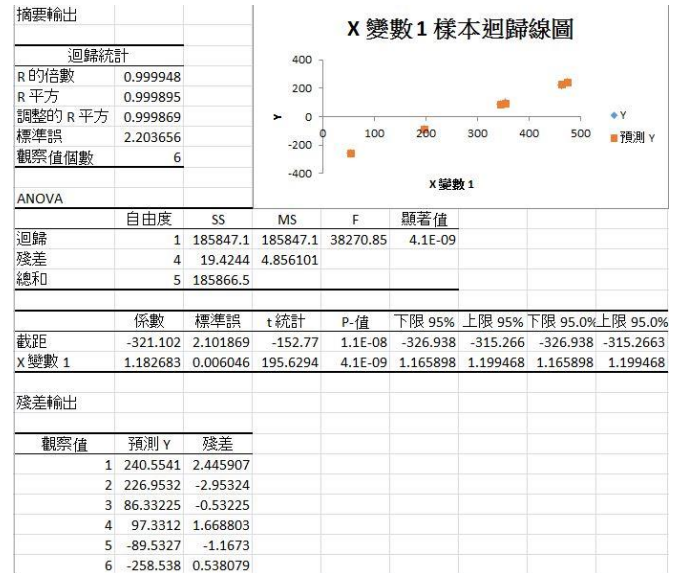 摘要輸出
迴歸統計
R 的倍數 0.999948
R 平方 0.999895
調整的 R 平方 0.999869
標準誤 2.203656
觀察值個數 6
X 變數 1 樣本迴歸線圖
400
200
0
-200
-400
0 100 200 300 400 500
Y
X 變數 1
Y
預測 Y
ANOVA
自由度 SS MS F 顯著值
迴歸 1 185847.1 185847.1 38270.85 4.1E-09
殘差 4 19.4244 4.856101
總和 5 185866.5
係數 標準誤 t 統計 P-值 下限 95% 上限 95% 下限 95.0% 上限 95.0%
截距 -321.102 2.101869 -152.77 1.1E-08 -326.938 -315.266 -326.938 -315.2663
X 變數 1 1.182683 0.006046 195.6294 4.1E-09 1.165898 1.199468 1.165898 1.199468
殘差輸出
觀察值 預測 Y 殘差
1 240.5541 2.445907
2 226.9532 -2.95324
3 86.33225 -0.53225
4 97.3312 1.668803
5 -89.5327 -1.1673
6 -258.538 0.538079